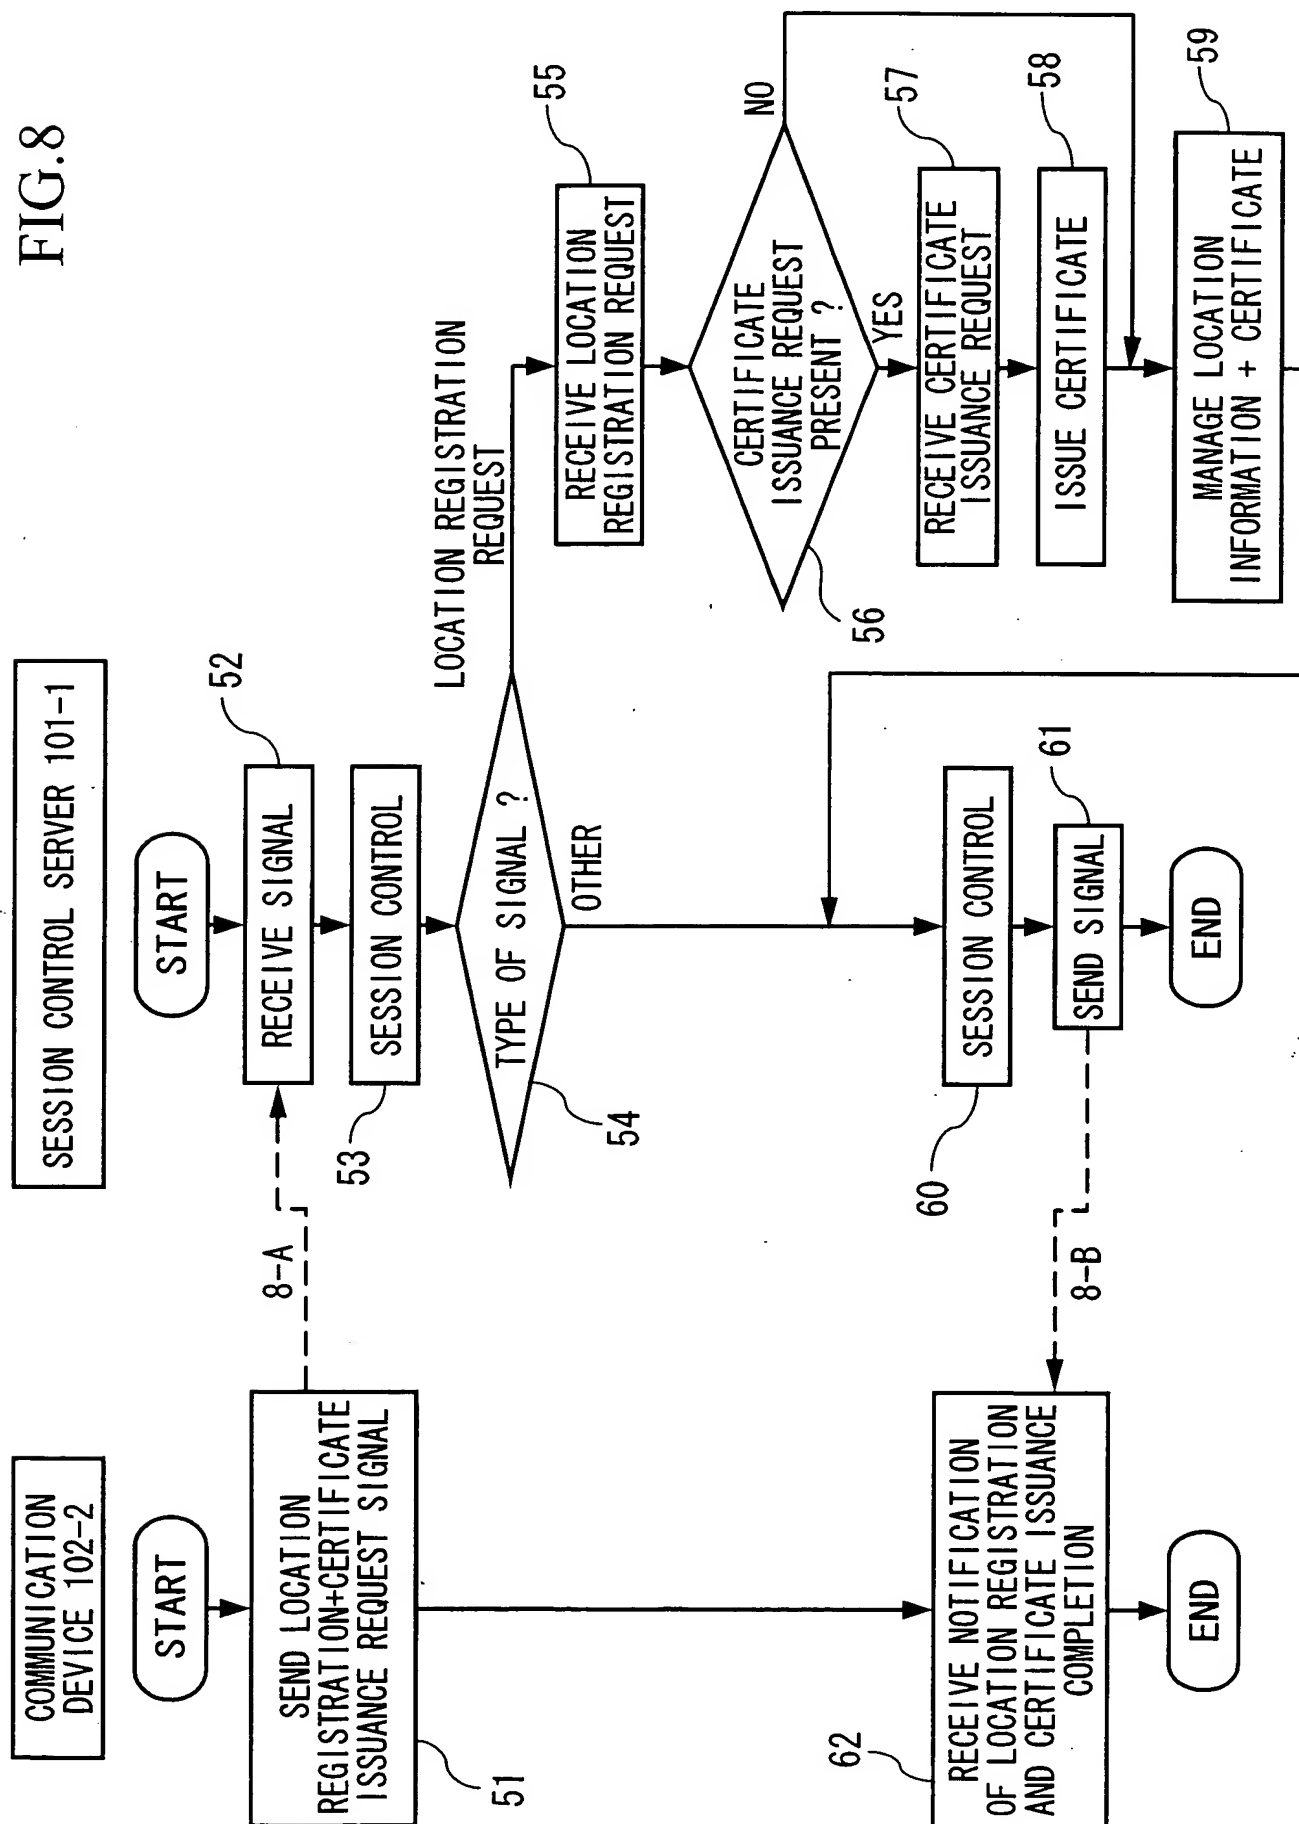 FIG.8
COMMUNICATION
DEVICE 102-2
START
SEND LOCATION
REGISTRATION+CERTIFICATE
ISSUANCE REQUEST SIGNAL
51
8-A
RECEIVE NOTIFICATION
OF LOCATION REGISTRATION
AND CERTIFICATE ISSUANCE
COMPLETION
62
END
SESSION CONTROL SERVER 101-1
START
RECEIVE SIGNAL
52
SESSION CONTROL
53
TYPE OF SIGNAL ?
54
OTHER
LOCATION REGISTRATION
REQUEST
RECEIVE LOCATION
REGISTRATION REQUEST
55
CERTIFICATE
ISSUANCE REQUEST
PRESENT ?
56
NO
YES
RECEIVE CERTIFICATE
ISSUANCE REQUEST
57
ISSUE CERTIFICATE
58
MANAGE LOCATION
INFORMATION + CERTIFICATE
59
SESSION CONTROL
60
SEND SIGNAL
61
8-B
END